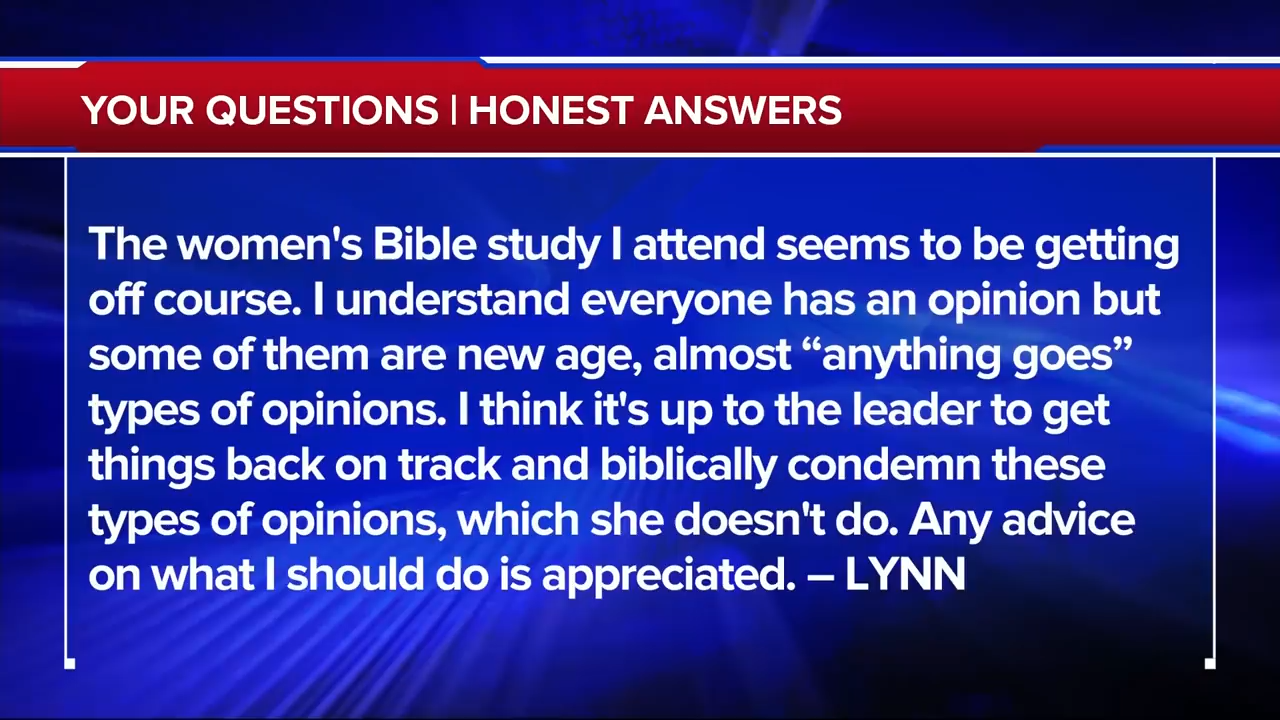 YOUR QUESTIONS | HONEST ANSWERS
The women's Bible study I attend seems to be getting
off course. I understand everyone has an opinion but
some of them are new age, almost “anything goes”
types of opinions. I think it's up to the leader to get
things back on track and biblically condemn these
types of opinions, which she doesn't do. Any advice
on what I should do is appreciated. – LYNN